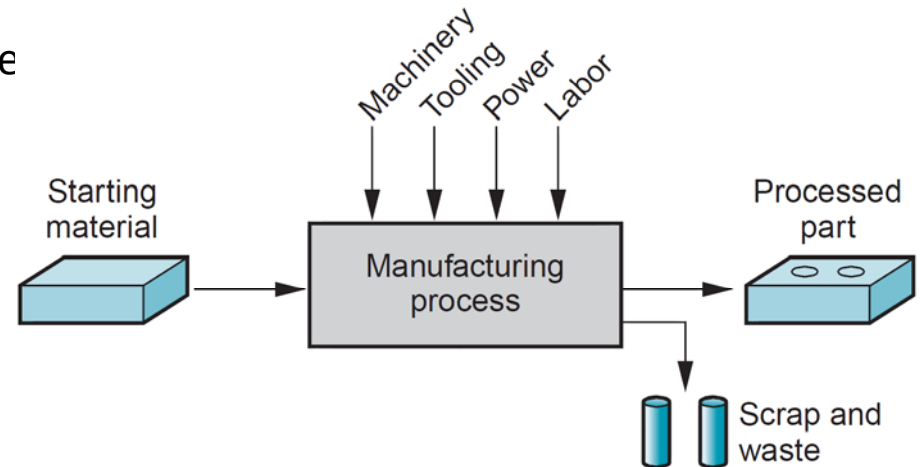 e
Machinery
Tooling
Power
Labor
Starting
material
Manufacturing
process
Processed
part
Scrap and
waste